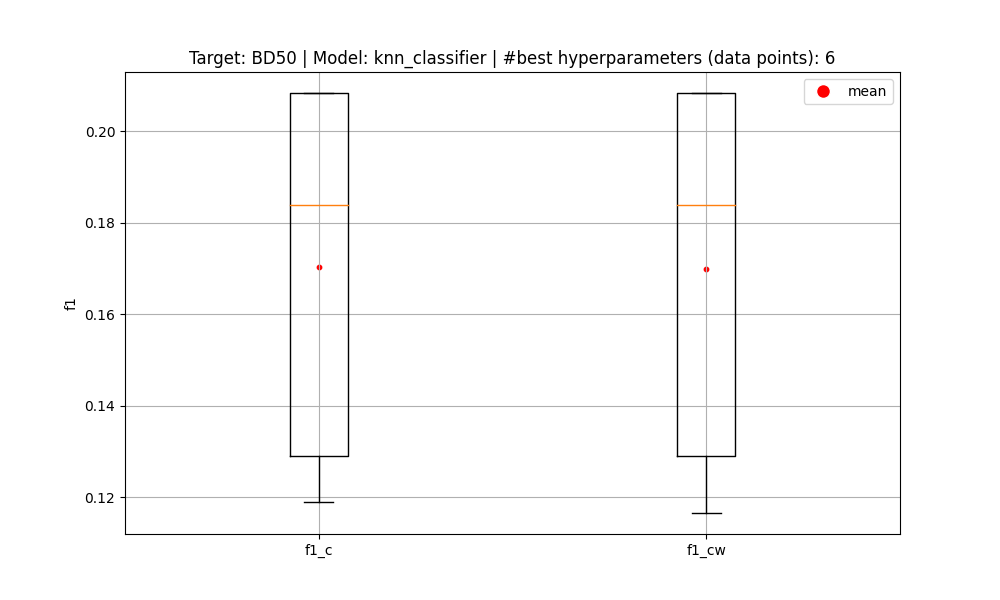 Target: BD50 | Model: knn_classifier | #best hyperparameters (data points): 6
mean
0.20
0.18
0.16
0.14
0.12
f1
f1_c
f1_cw